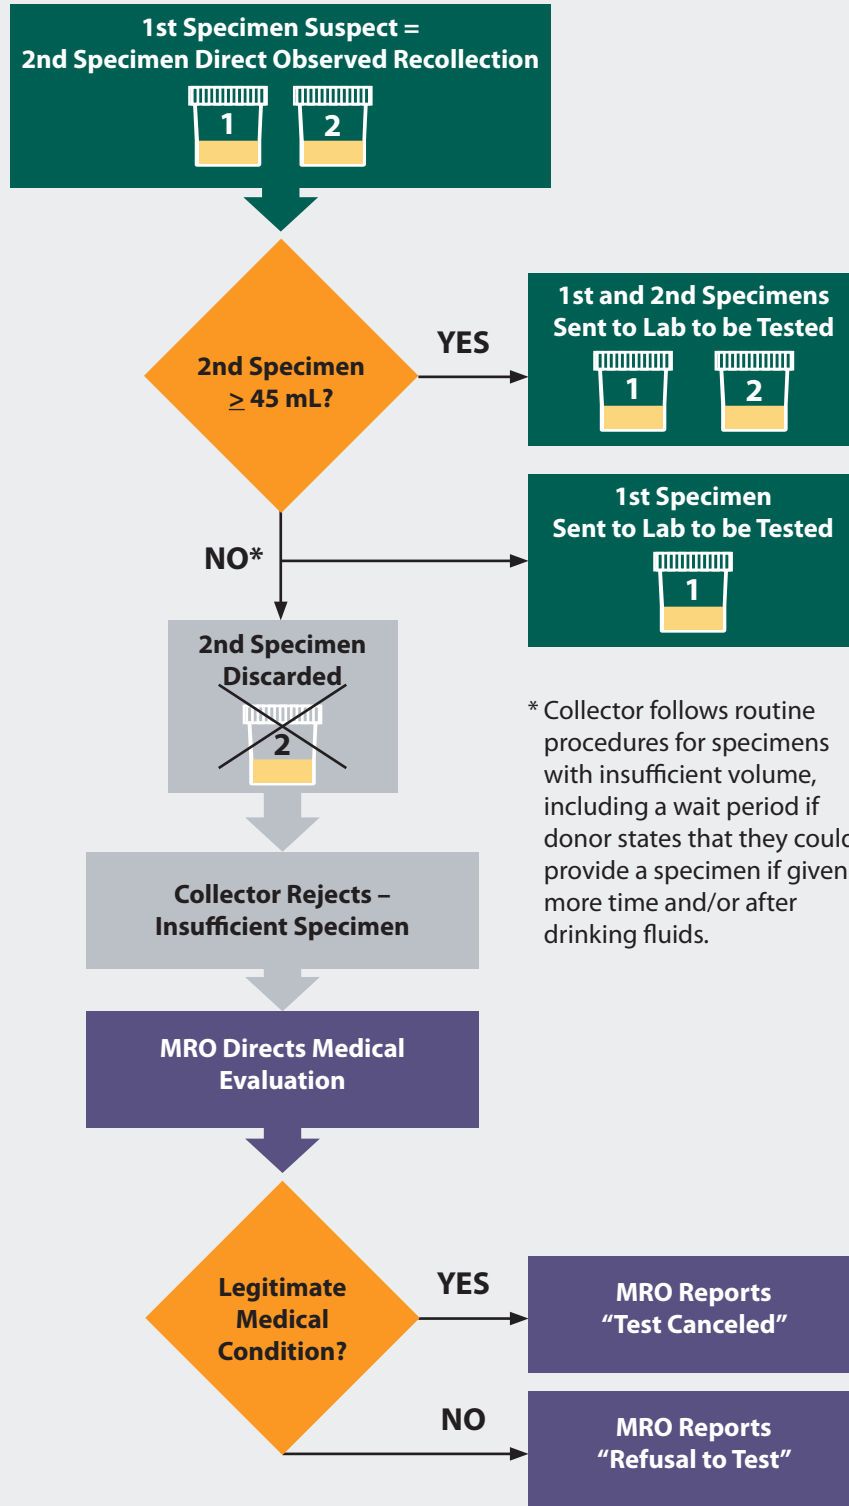 1st Specimen Suspect =
2nd Specimen Direct Observed Recollection
1
2
2nd Specimen
≥ 45 mL?
YES
1st and 2nd Specimens
Sent to Lab to be Tested
1
2
NO*
1st Specimen
Sent to Lab to be Tested
1
2nd Specimen
Discarded
2
* Collector follows routine
procedures for specimens
with insufficient volume,
including a wait period if
donor states that they could
provide a specimen if given
more time and/or after
drinking fluids.
Collector Rejects –
Insufficient Specimen
MRO Directs Medical
Evaluation
Legitimate
Medical
Condition?
YES
MRO Reports
“Test Canceled”
NO
MRO Reports
“Refusal to Test”